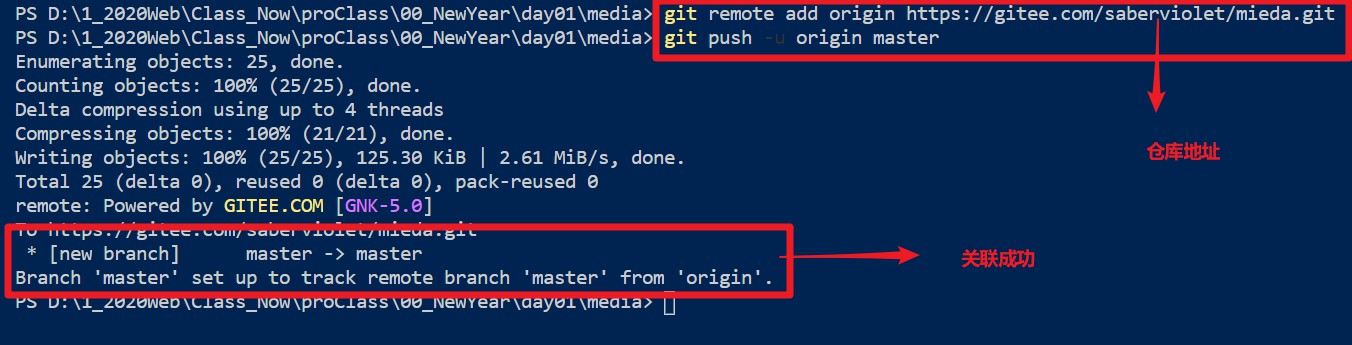 PS D:\1_2020Web\Class_Now\proClass\00_NewYear\day01\media> git remote add origin https://gitee.com/saberviolet/mieda.git
PS D:\1_2020Web\Class_Now\proClass\00_NewYear\day01\media> git push -u origin master
Enumerating objects: 25, done.
Counting objects: 100% (25/25), done.
Delta compression using up to 4 threads
Compressing objects: 100% (21/21), done.
仓库地址
Writing objects: 100% (25/25), 125.30 KiB | 2.61 MiB/s, done.
Total 25 (delta 0), reused 0 (delta 0), pack-reused 0
remote: Powered by GITEE.COM [GNK-5.0]
To https://gitee.com/saberviolet/mieda.git
 * [new branch]      master -> master
关联成功
Branch 'master' set up to track remote branch 'master' from 'origin'.
PS D:\1_2020Web\Class_Now\proClass\00_NewYear\day01\media>